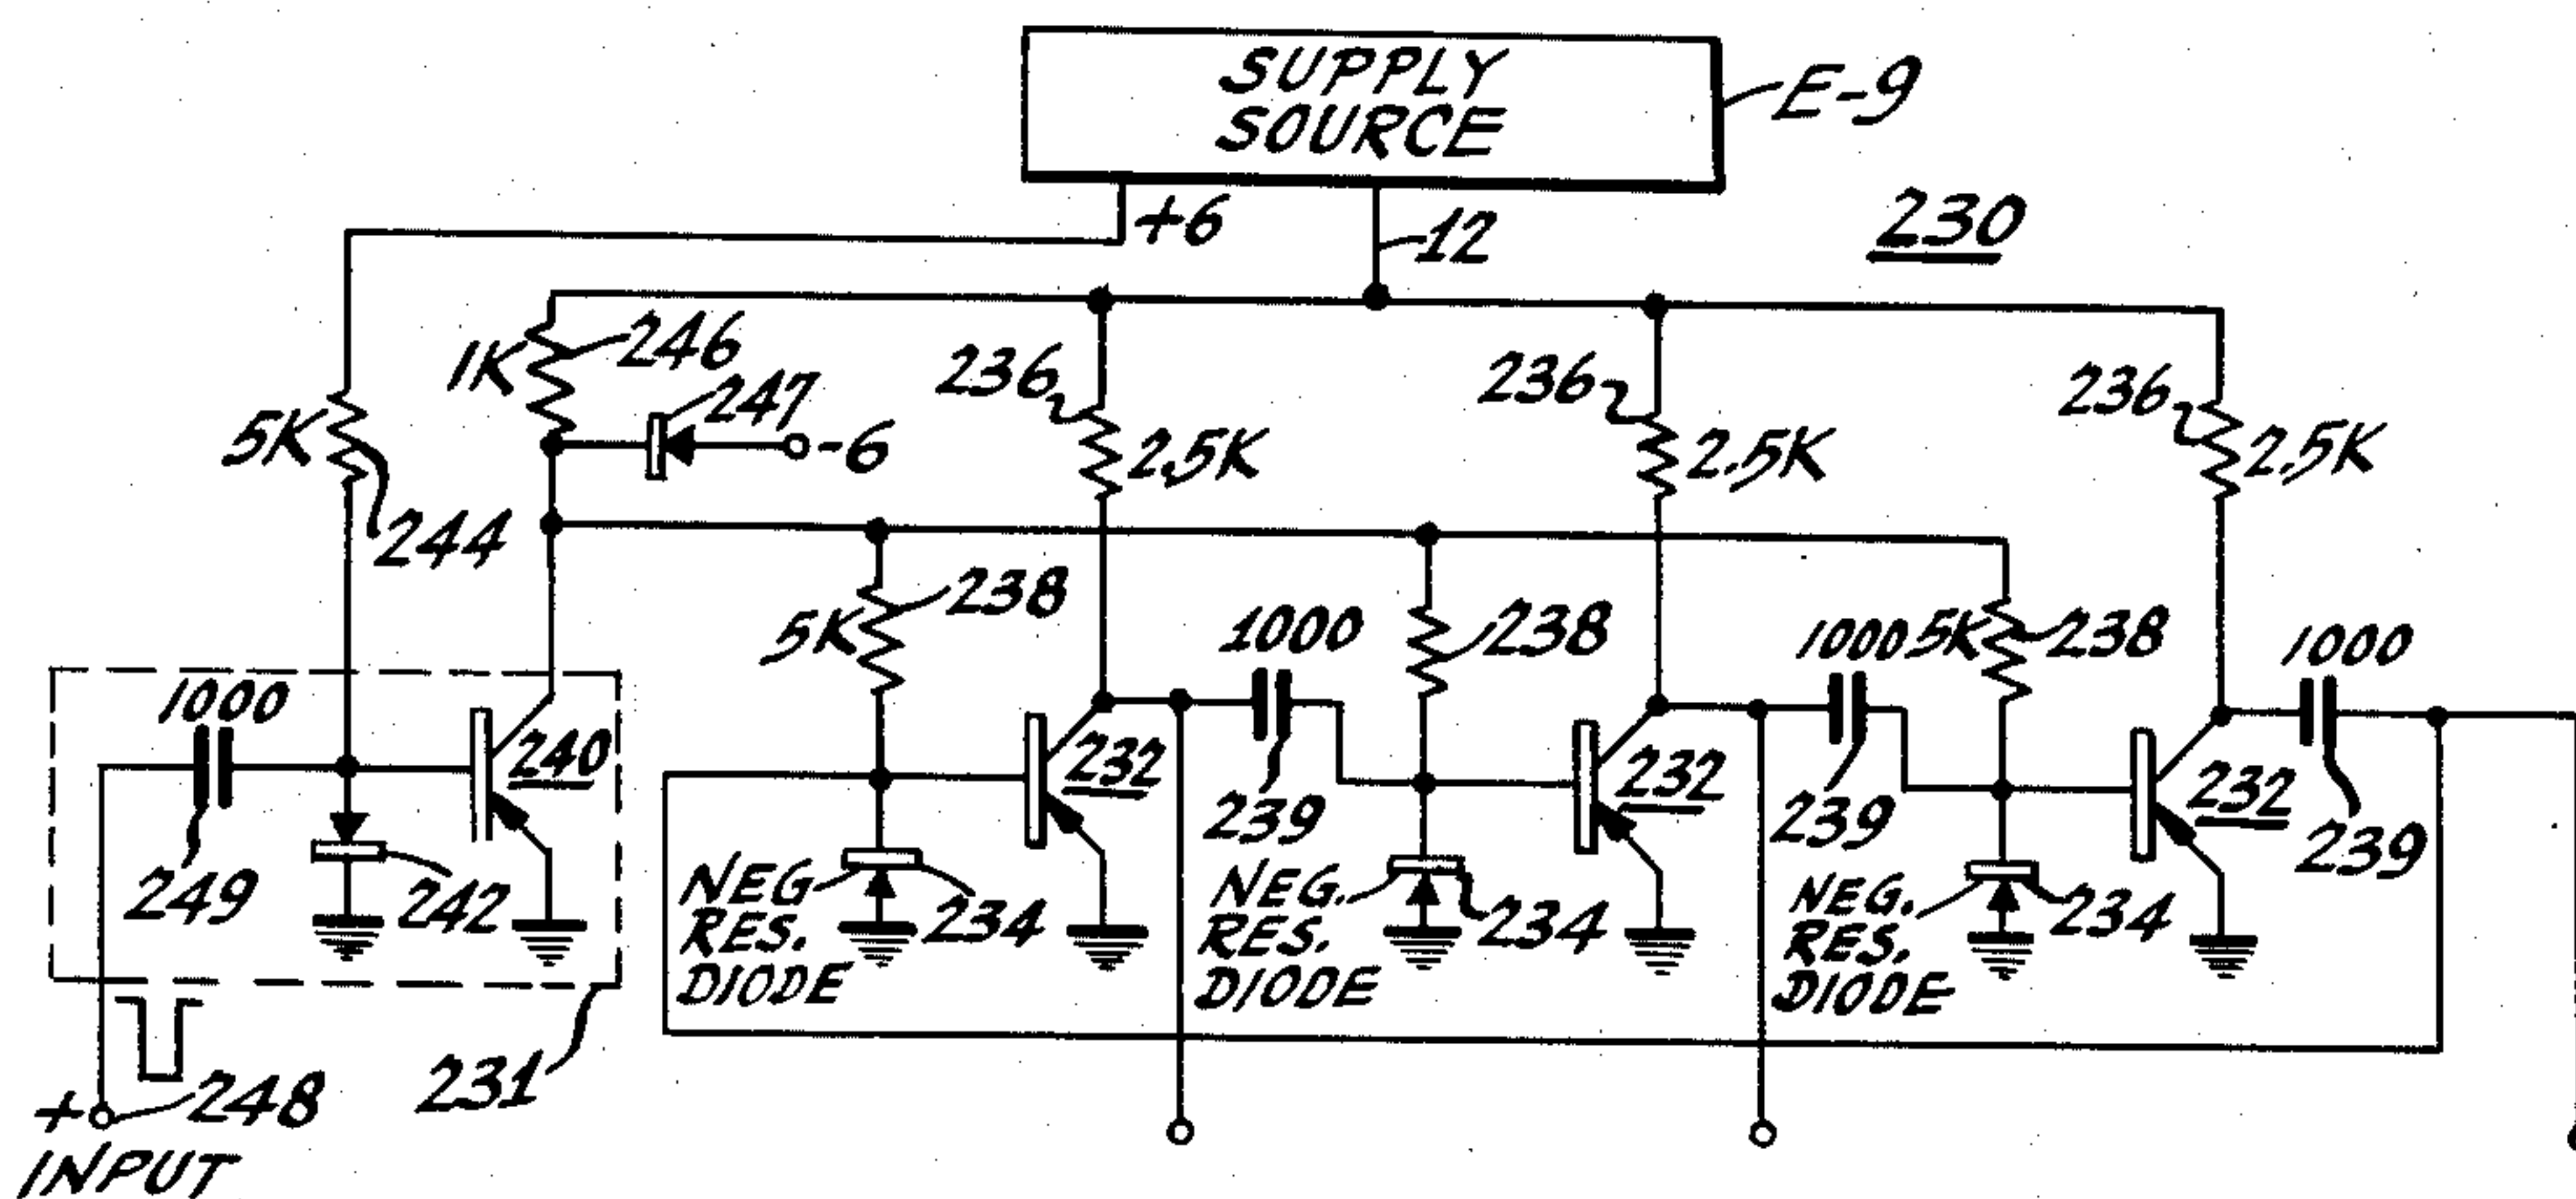 SUPPLY
SOURCE
E-9
+6
12
230
1K
246
247
-6
5K
244
236
2.5K
236
2.5K
236
2.5K
5K
238
1000
238
1000
5K
238
1000
1000
240
249
242
232
239
232
239
232
239
NEG
RES.
DIODE
234
NEG.
RES.
DIODE
234
NEG.
RES.
DIODE
234
231
+
248
INPUT